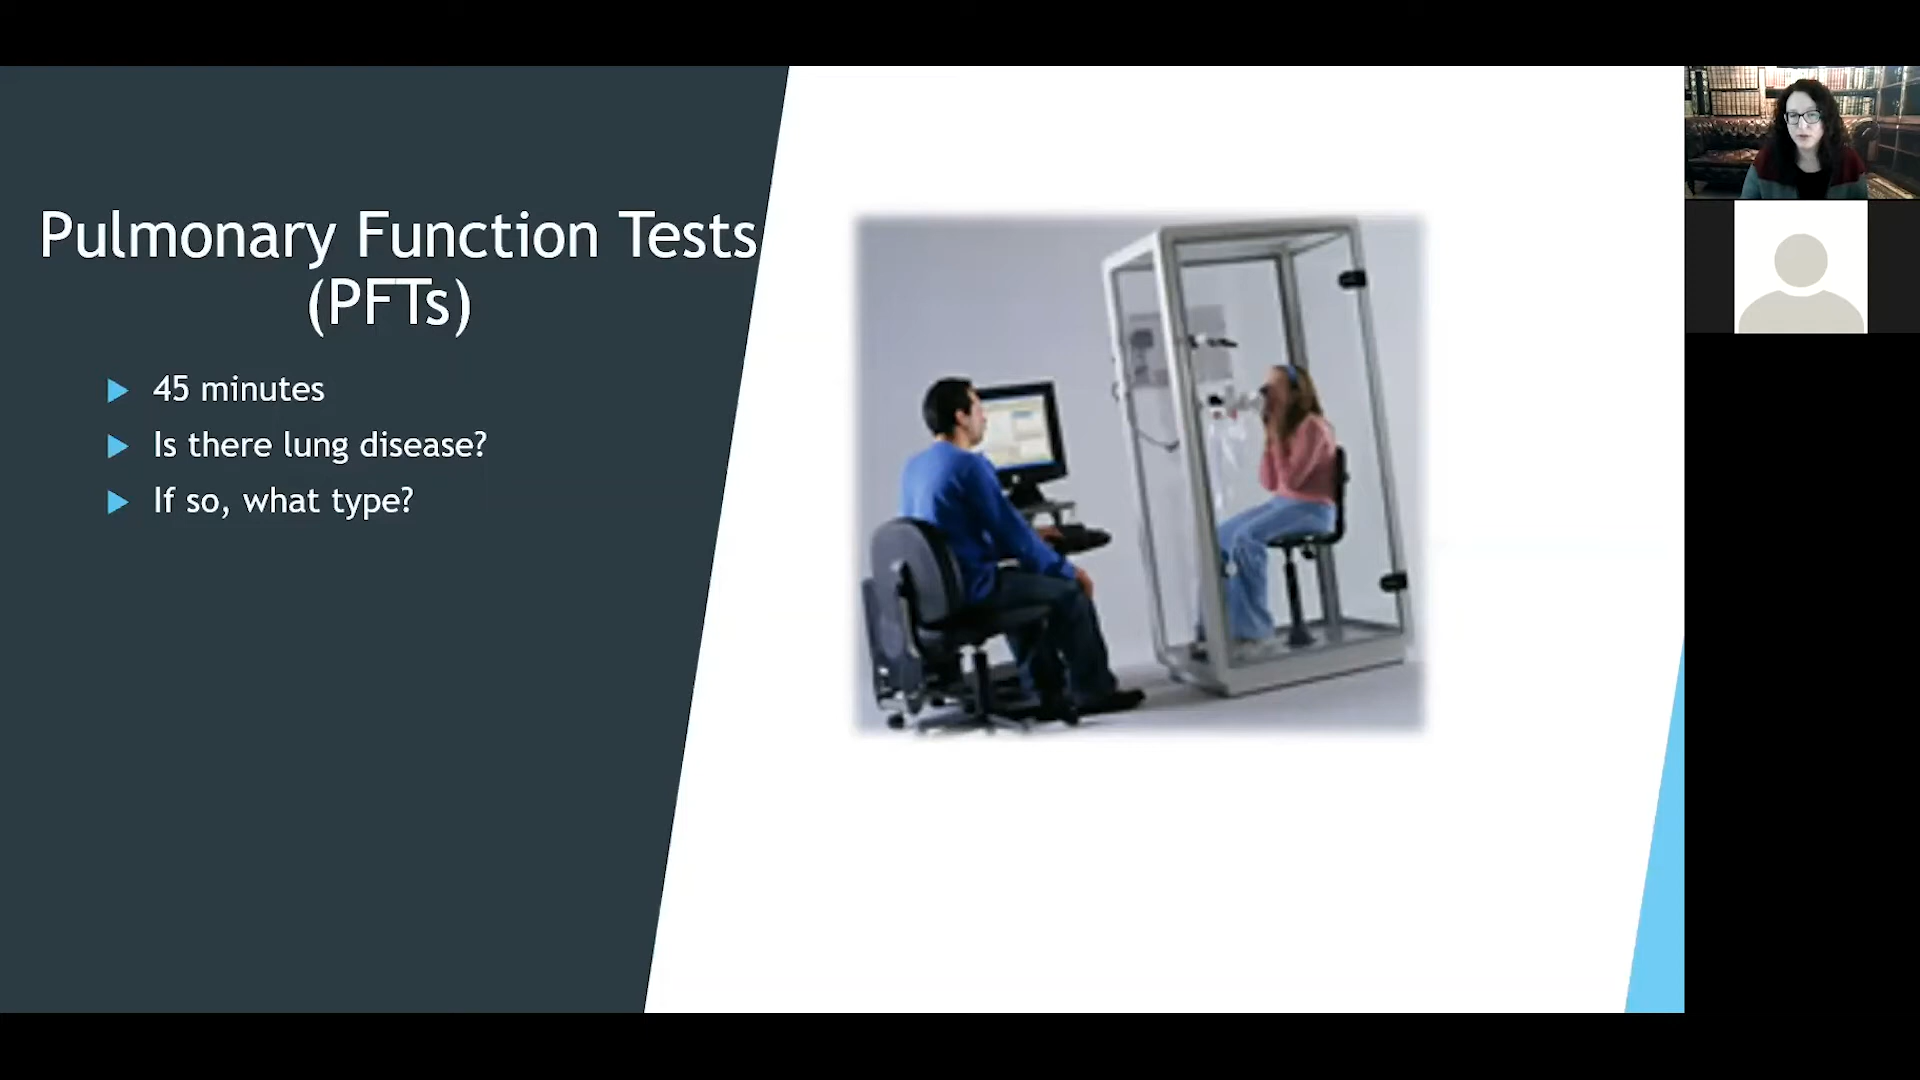 Pulmonary Function Tests
(PFTs)
45 minutes
Is there lung disease?
If so, what type?